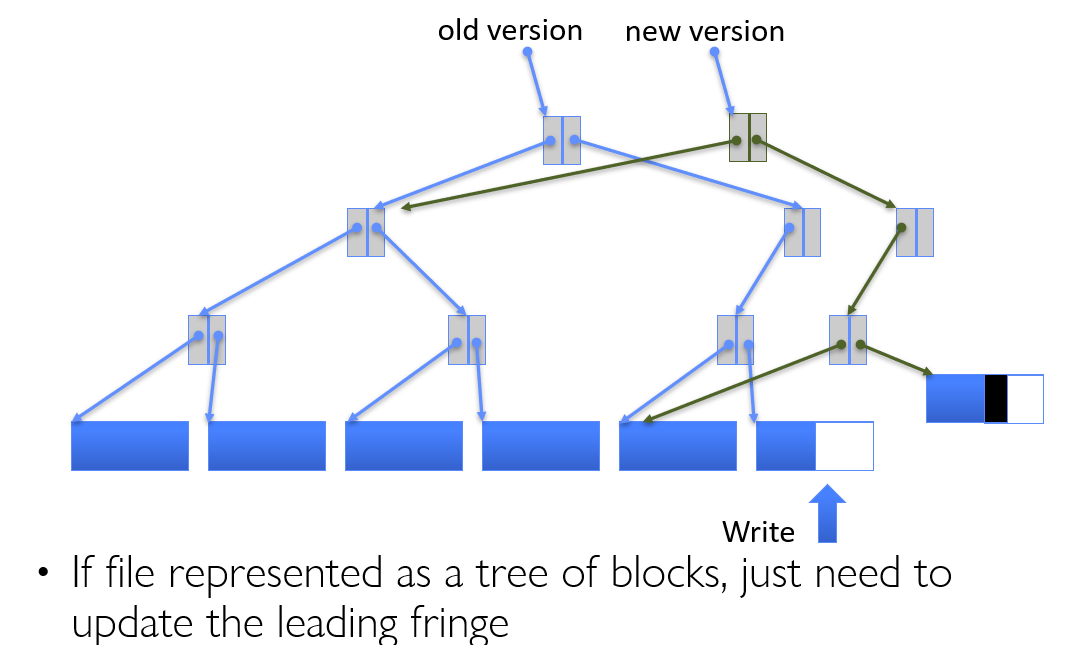 old version new version
Write
• If file represented as a tree of blocks, just need to
update the leading fringe